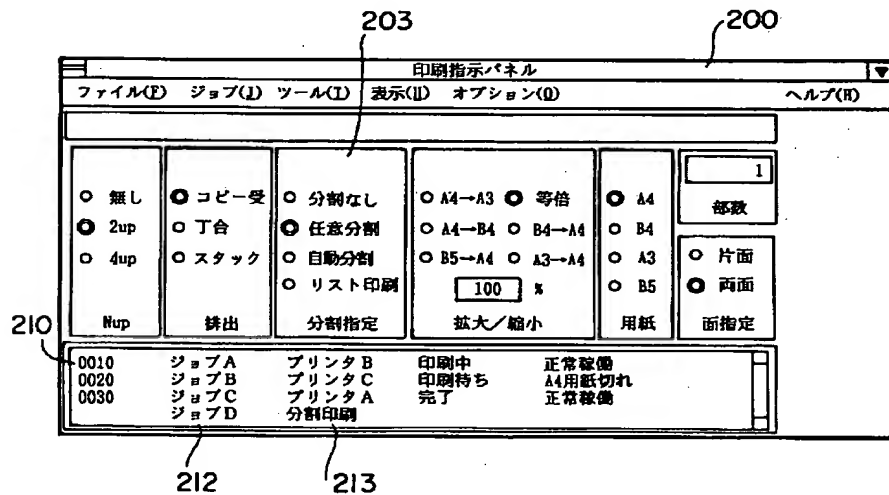 203
200
印刷指示パネル
ファイル(F) ジョブ(J) ツール(T) 表示(U) オプション(O) ヘルプ(H)
無し
2up
4up
Nup
コピー受
丁合
スタック
排出
分割なし
任意分割
自動分割
リスト印刷
分割指定
A4→A3 等倍
A4→B4 B4→A4
B5→A4 A3→A4
100 %
拡大/縮小
A4
B4
A3
B5
用紙
1
部数
片面
両面
面指定
210
0010 ジョブA プリンタB 印刷中 正常稼働
0020 ジョブB プリンタC 印刷待ち A4用紙切れ
0030 ジョブC プリンタA 完了 正常稼働
ジョブD 分割印刷
212
213